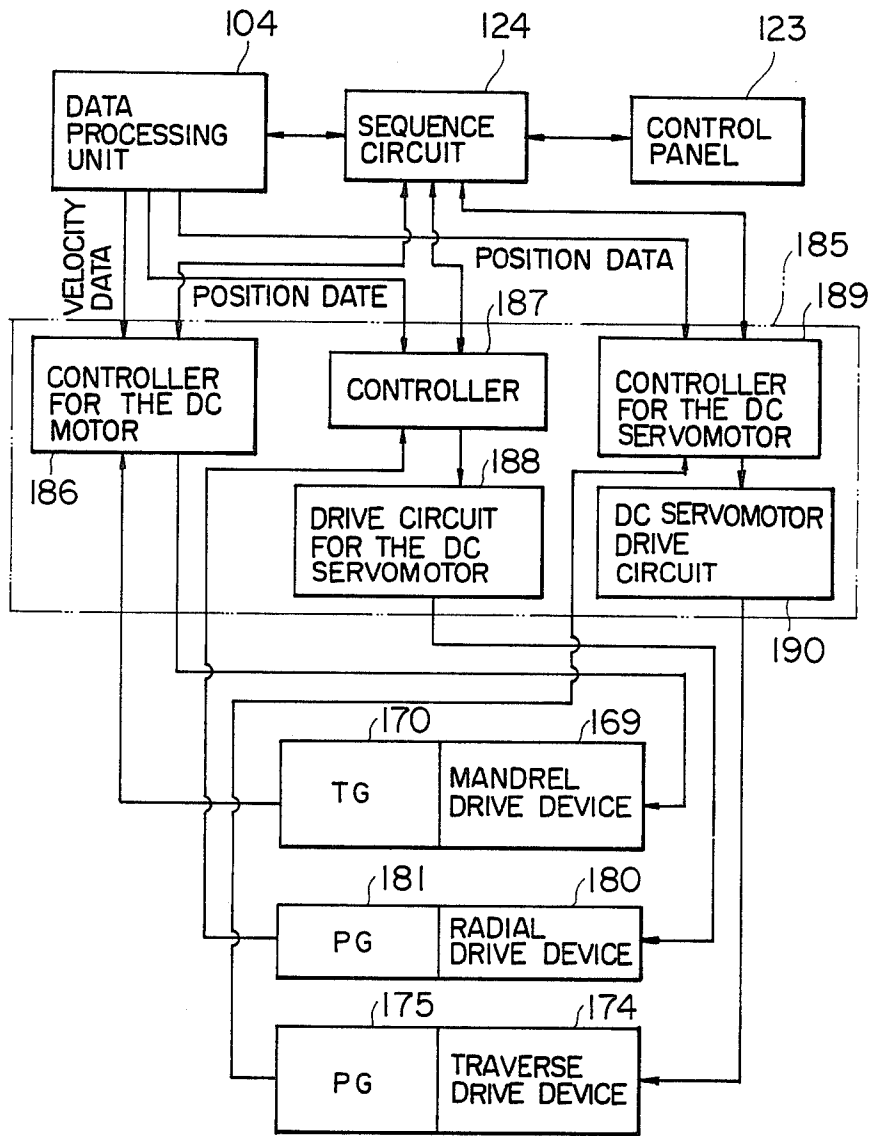 104
124
123
DATA
PROCESSING
UNIT
SEQUENCE
CIRCUIT
CONTROL
PANEL
VELOCITY
DATA
POSITION DATE
POSITION DATA
185
187
189
CONTROLLER
FOR THE DC
MOTOR
CONTROLLER
CONTROLLER
FOR THE DC
SERVOMOTOR
186
188
DRIVE CIRCUIT
FOR THE DC
SERVOMOTOR
DC SERVOMOTOR
DRIVE
CIRCUIT
190
170
169
TG
MANDREL
DRIVE DEVICE
181
180
PG
RADIAL
DRIVE DEVICE
175
174
PG
TRAVERSE
DRIVE DEVICE